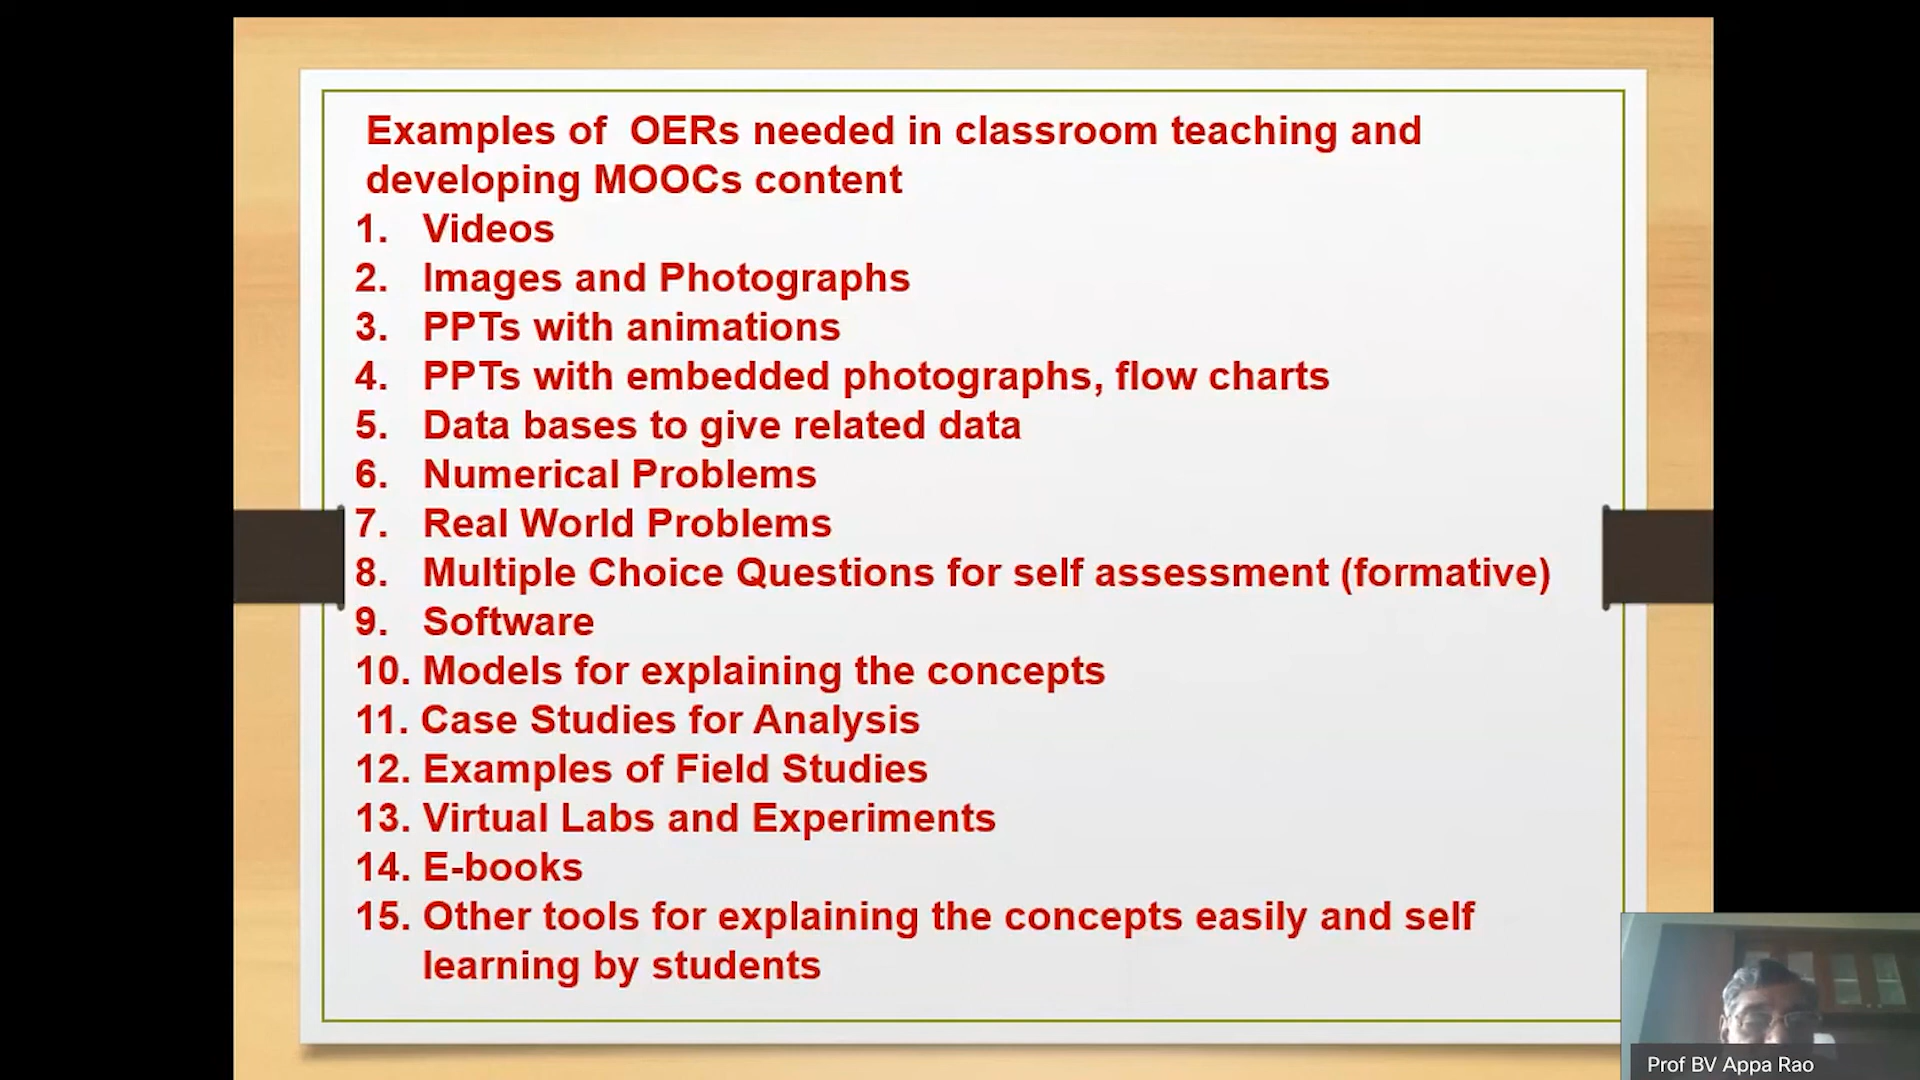 Examples of  OERs needed in classroom teaching and
developing MOOCs content
1. Videos
2. Images and Photographs
3. PPTs with animations
4. PPTs with embedded photographs, flow charts
5. Data bases to give related data
6. Numerical Problems
7. Real World Problems
8. Multiple Choice Questions for self assessment (formative)
9. Software
10. Models for explaining the concepts
11. Case Studies for Analysis
12. Examples of Field Studies
13. Virtual Labs and Experiments
14. E-books
15. Other tools for explaining the concepts easily and self
learning by students
Prof BV Appa Rao